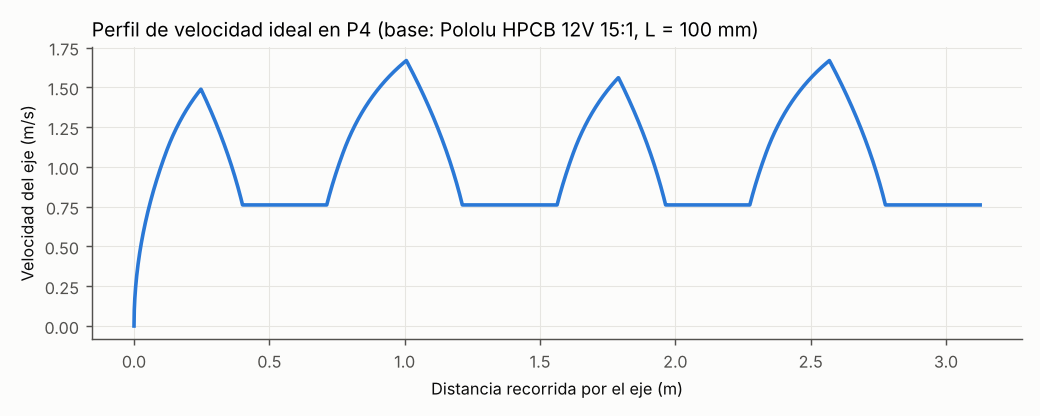 Perfil de velocidad ideal en P4 (base: Pololu HPCB 12V 15:1, L = 100 mm)
Velocidad del eje (m/s)
1.75
1.50
1.25
1.00
0.75
0.50
0.25
0.00
0.0 0.5 1.0 1.5 2.0 2.5 3.0
Distancia recorrida por el eje (m)